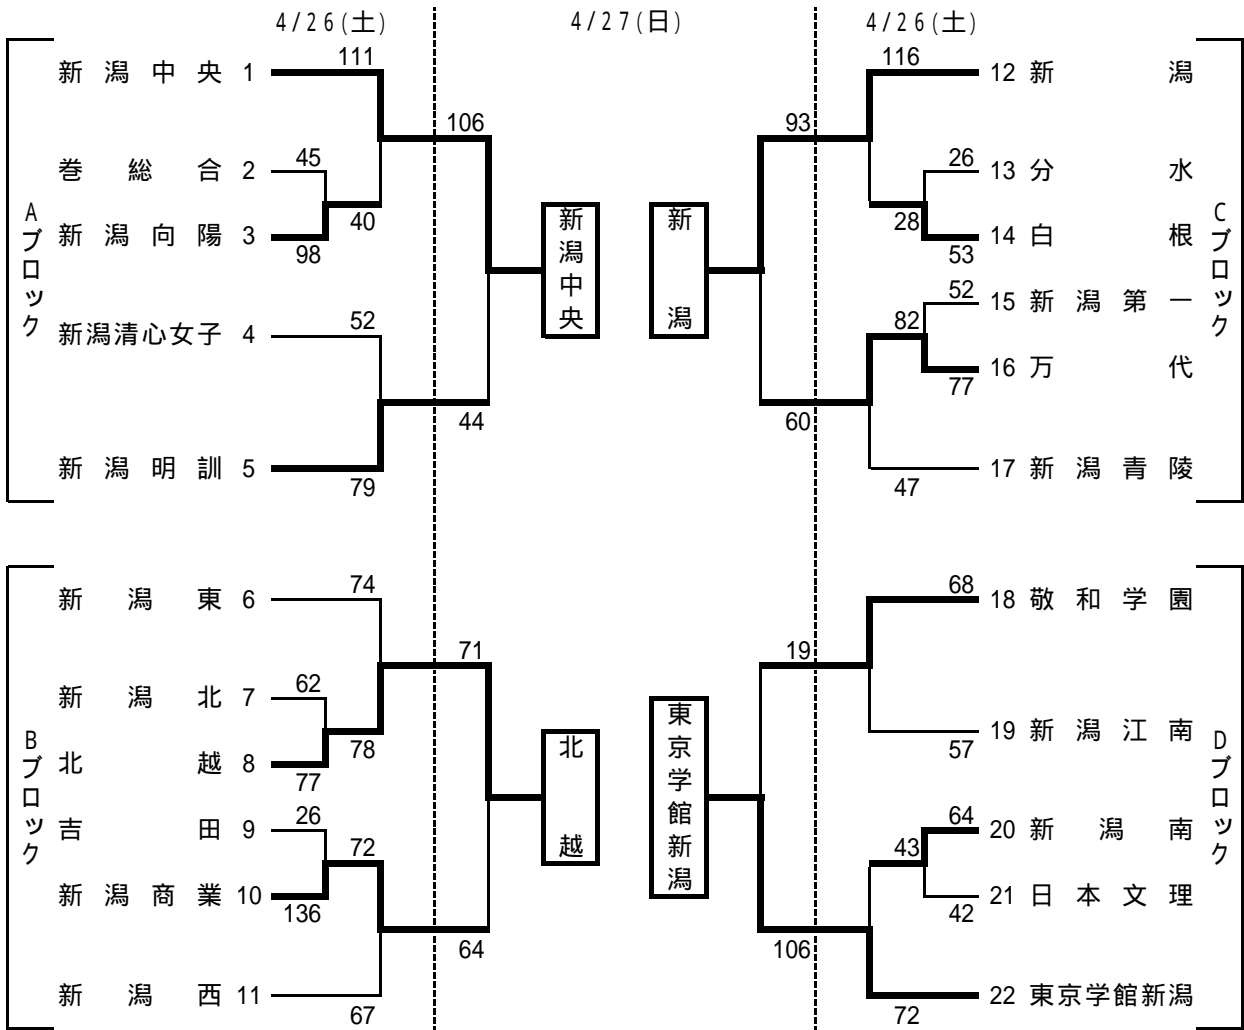 4/26(土) 4/27(日) 4/26(土)
Aブロック
111
新潟中央 1
106
45
巻総合 2
40
新潟向陽 3
98
新潟中央
52
新潟清心女子 4
44
新潟明訓 5
79
Cブロック
116
12 新潟
93
26
13 分水
28
14 白根
53
新潟
52
15 新潟第一
82
16 万代
77
60
17 新潟青陵
47
Bブロック
74
新潟東 6
71
62
新潟北 7
78
北越 8
77
北越
26
吉田 9
72
新潟商業 10
136
64
新潟西 11
67
Dブロック
68
18 敬和学園
19
19 新潟江南
57
東京学館新潟
64
20 新潟南
43
21 日本文理
42
106
22 東京学館新潟
72